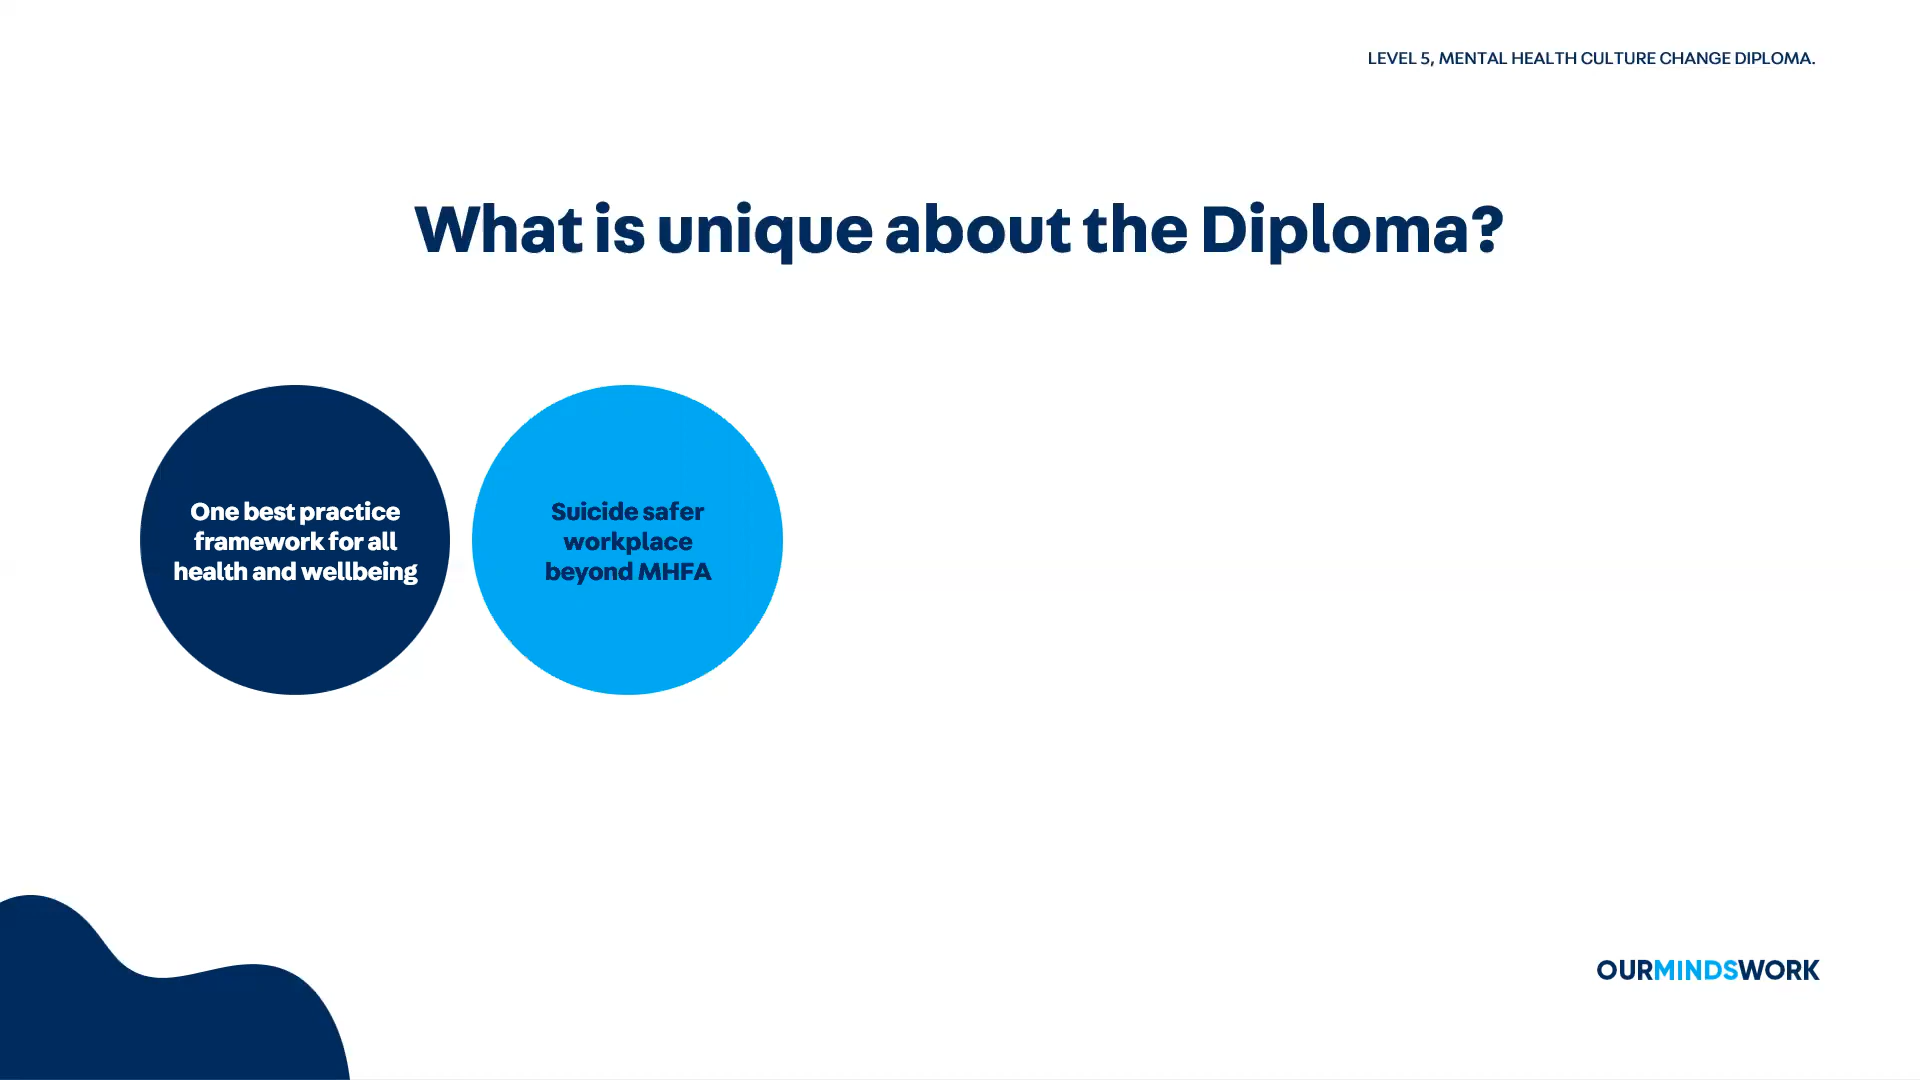 LEVEL 5, MENTAL HEALTH CULTURE CHANGE DIPLOMA.
What is unique about the Diploma?
One best practice
framework for all
health and wellbeing
Suicide safer
workplace
beyond MHFA
OURMINDSWORK